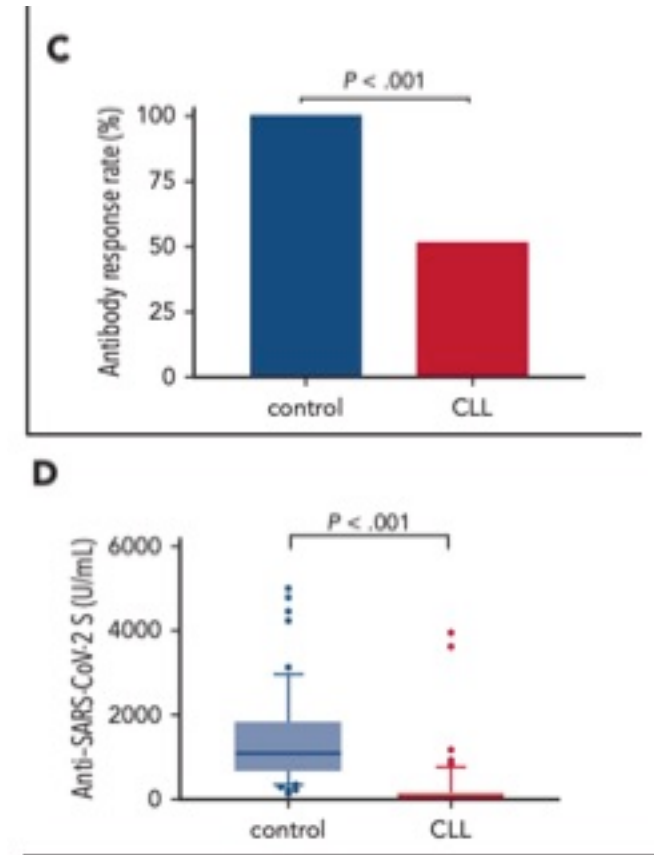 C
P < .001
Antibody response rate (%)
100
75
50
25
0
control CLL
D
P < .001
Anti-SARS-CoV-2 S (U/mL)
6000
4000
2000
0
control CLL